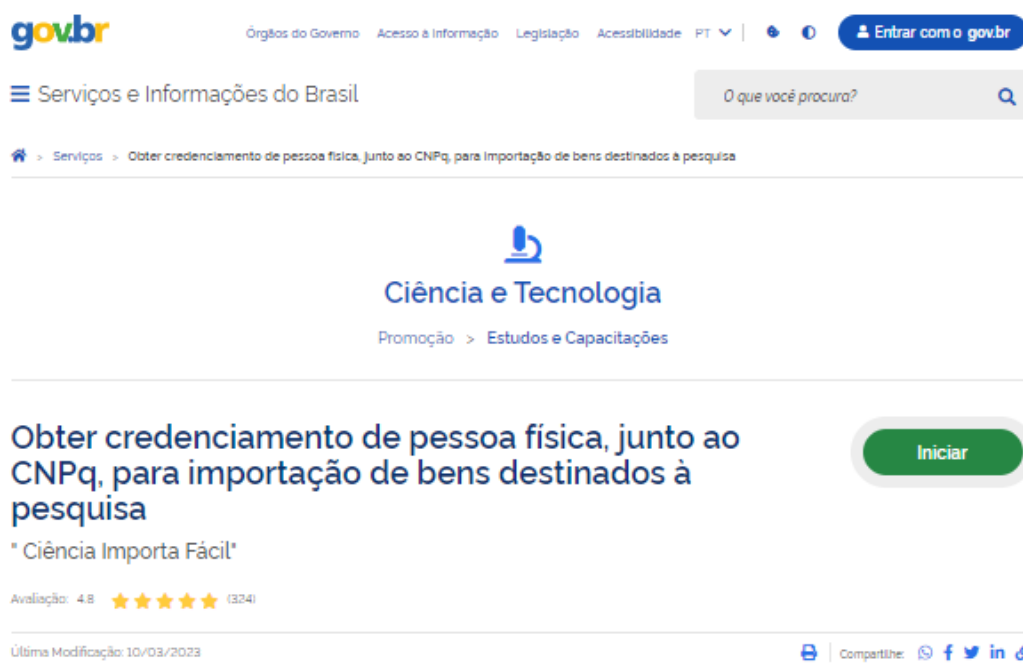 gov.br
Órgãos do Governo Acesso à Informação Legislação Acessibilidade PT Entrar com o gov.br
Serviços e Informações do Brasil O que você procura?
> Serviços > Obter credenciamento de pessoa física, junto ao CNPq, para importação de bens destinados à pesquisa
Ciência e Tecnologia
Promoção > Estudos e Capacitações
Obter credenciamento de pessoa física, junto ao
CNPq, para importação de bens destinados à
pesquisa
Iniciar
" Ciência Importa Fácil"
Avaliação: 4.8 (324)
Última Modificação: 10/03/2023 Compartilhe: